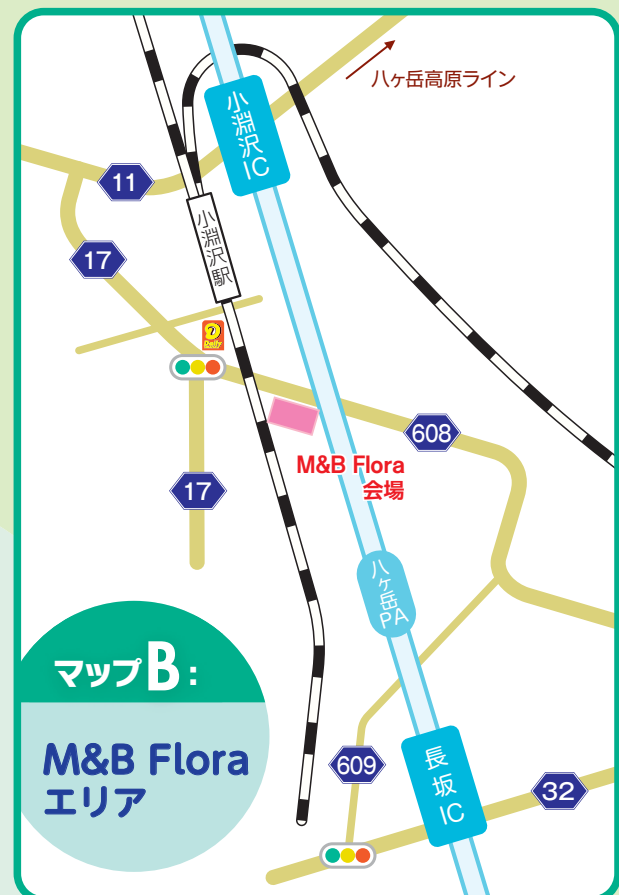 八ヶ岳高原ライン
小淵沢IC
11
小淵沢駅
17
Daily
608
M&B Flora
会場
17
八ヶ岳PA
マップB:
M&B Flora
エリア
609
長坂IC
32